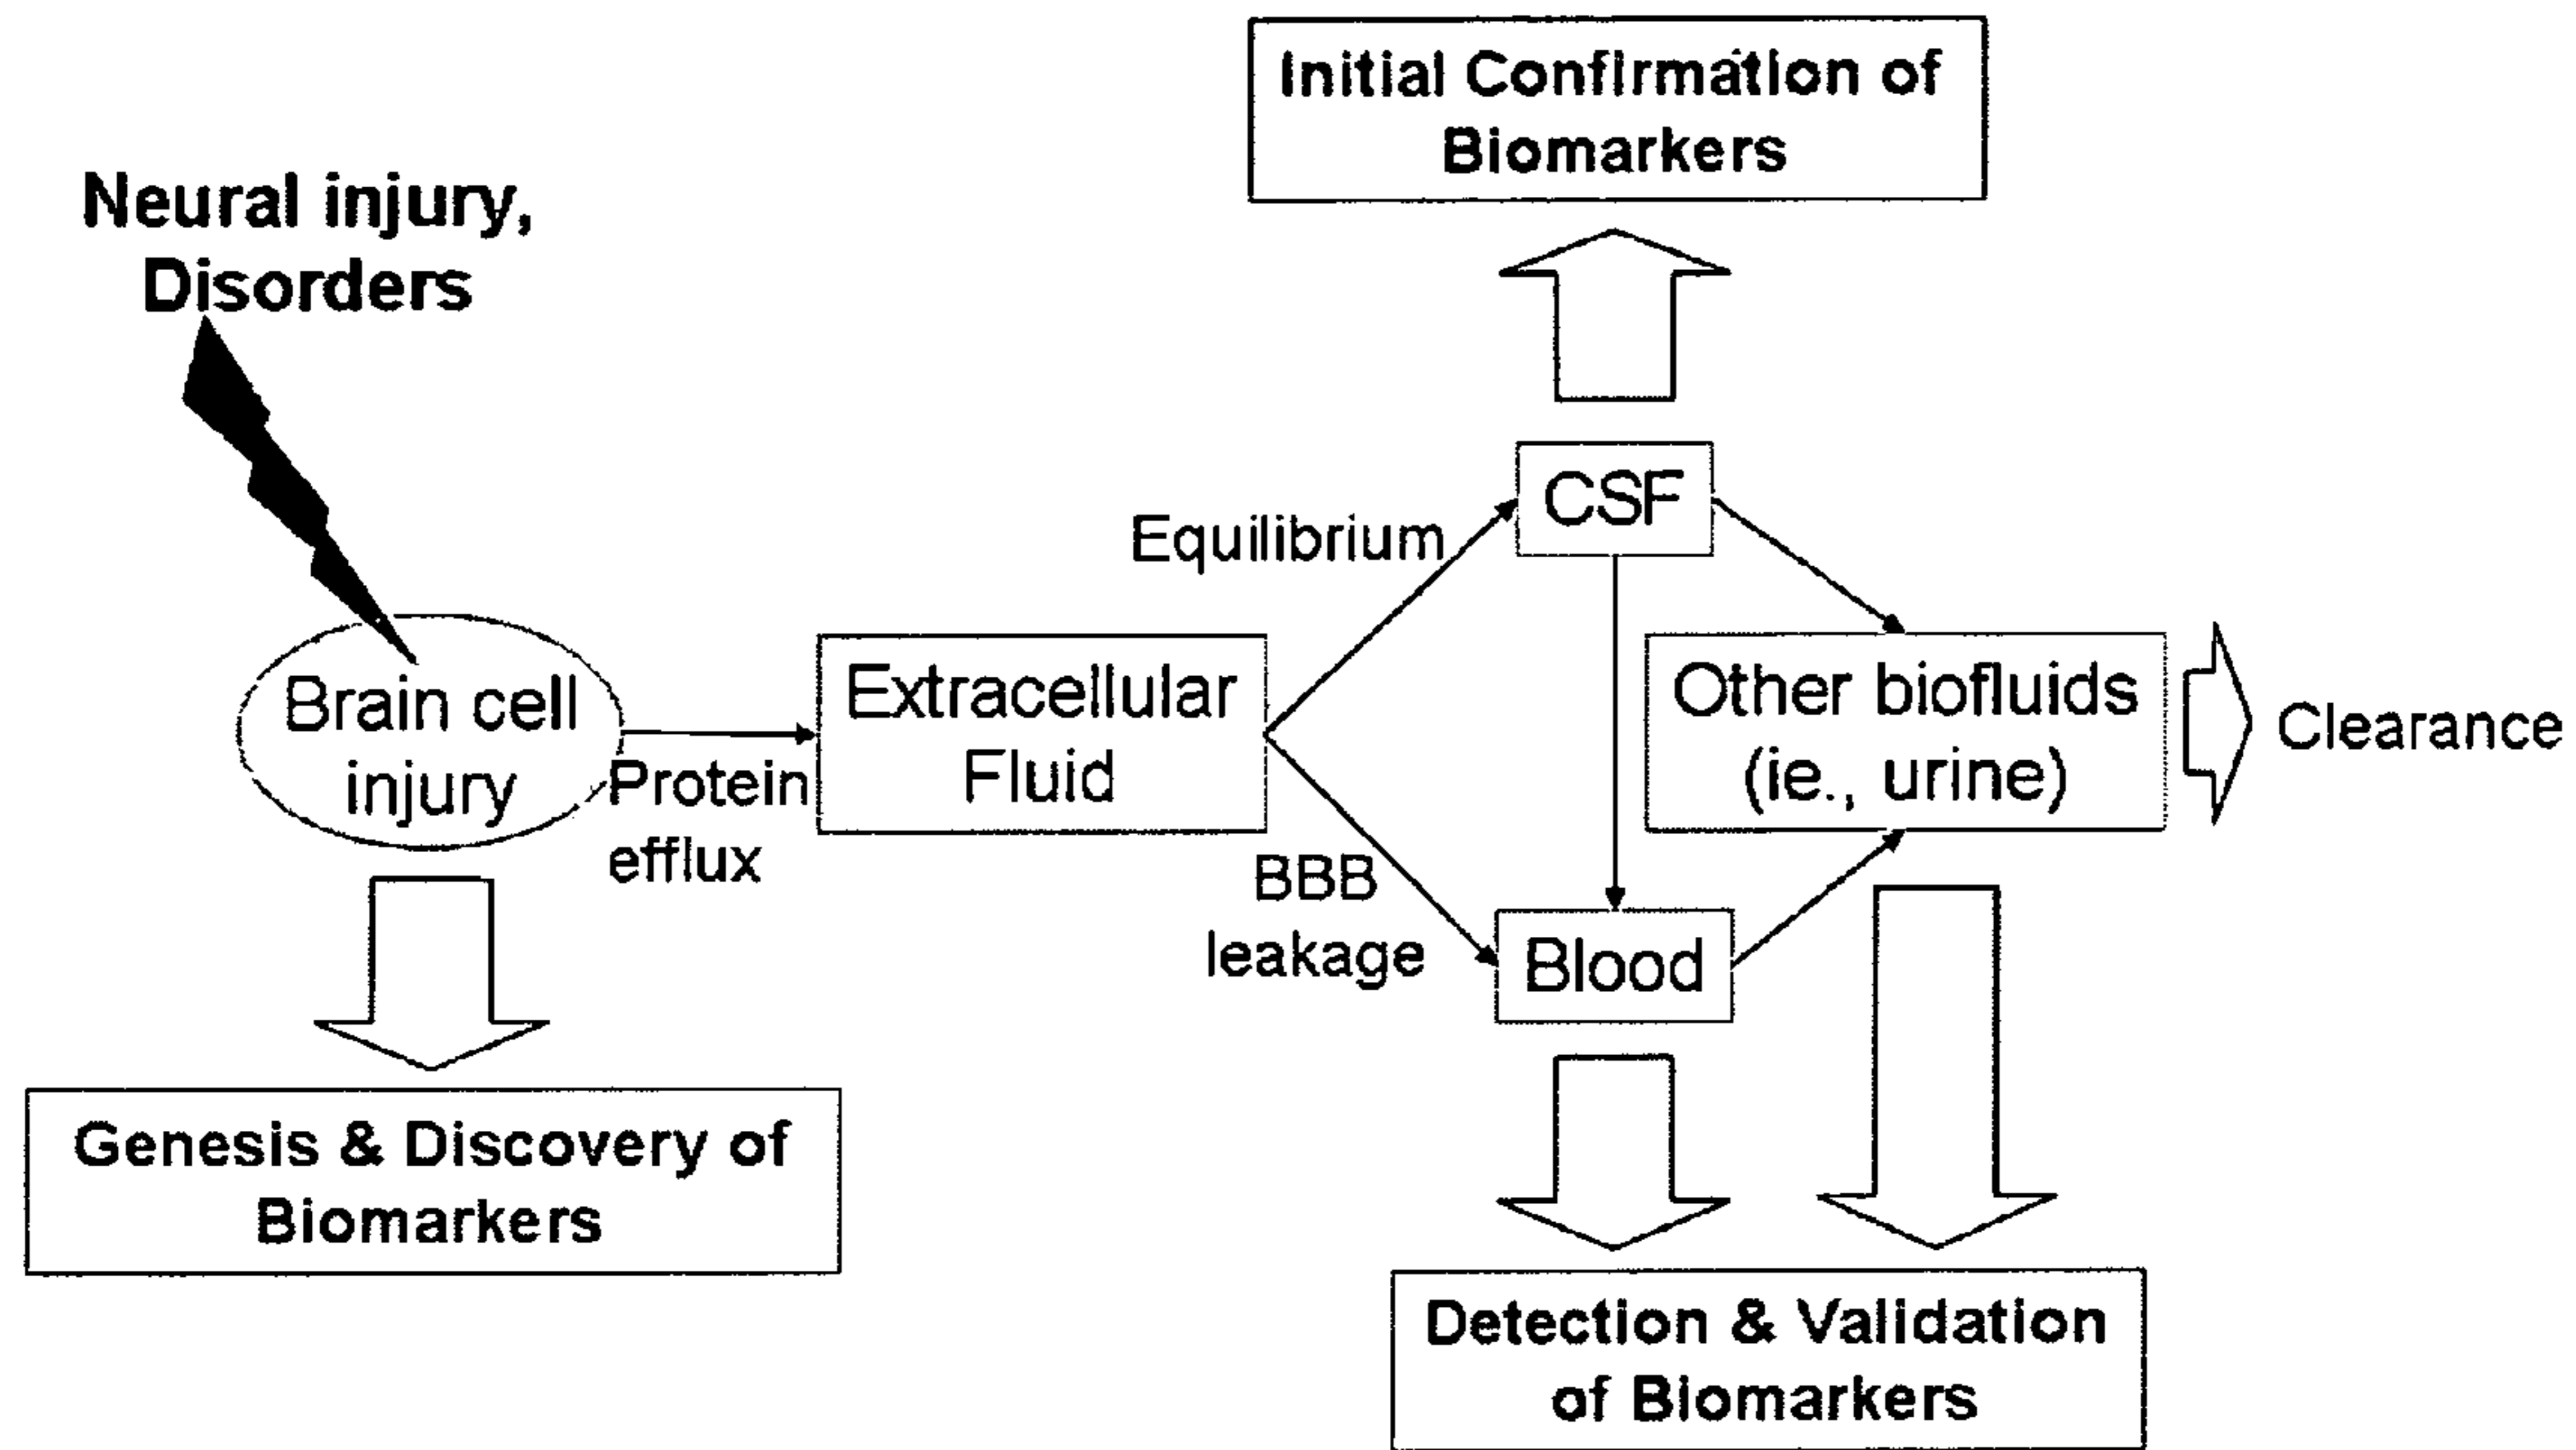 Initial Confirmation of
Biomarkers
Neural injury,
Disorders
CSF
Equilibrium
Brain cell
injury
Protein
efflux
Extracellular
Fluid
Other biofluids
(ie., urine)
Clearance
BBB
leakage
Blood
Genesis & Discovery of
Biomarkers
Detection & Validation
of Biomarkers